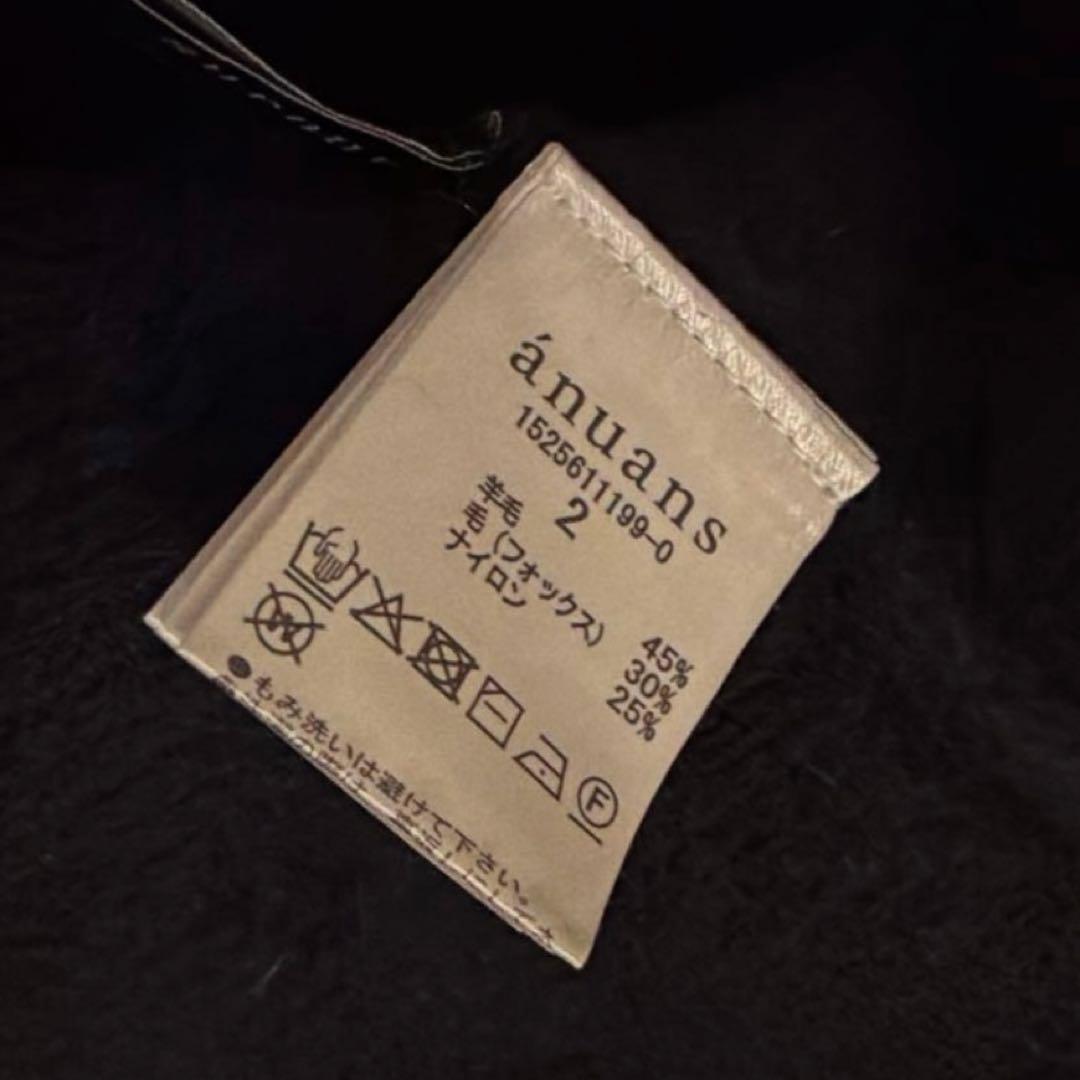 ánuans
1525611199-0
2
羊毛 45%
毛(フォックス) 30%
ナイロン 25%
F
W
●もみ洗いは避けて下さい。